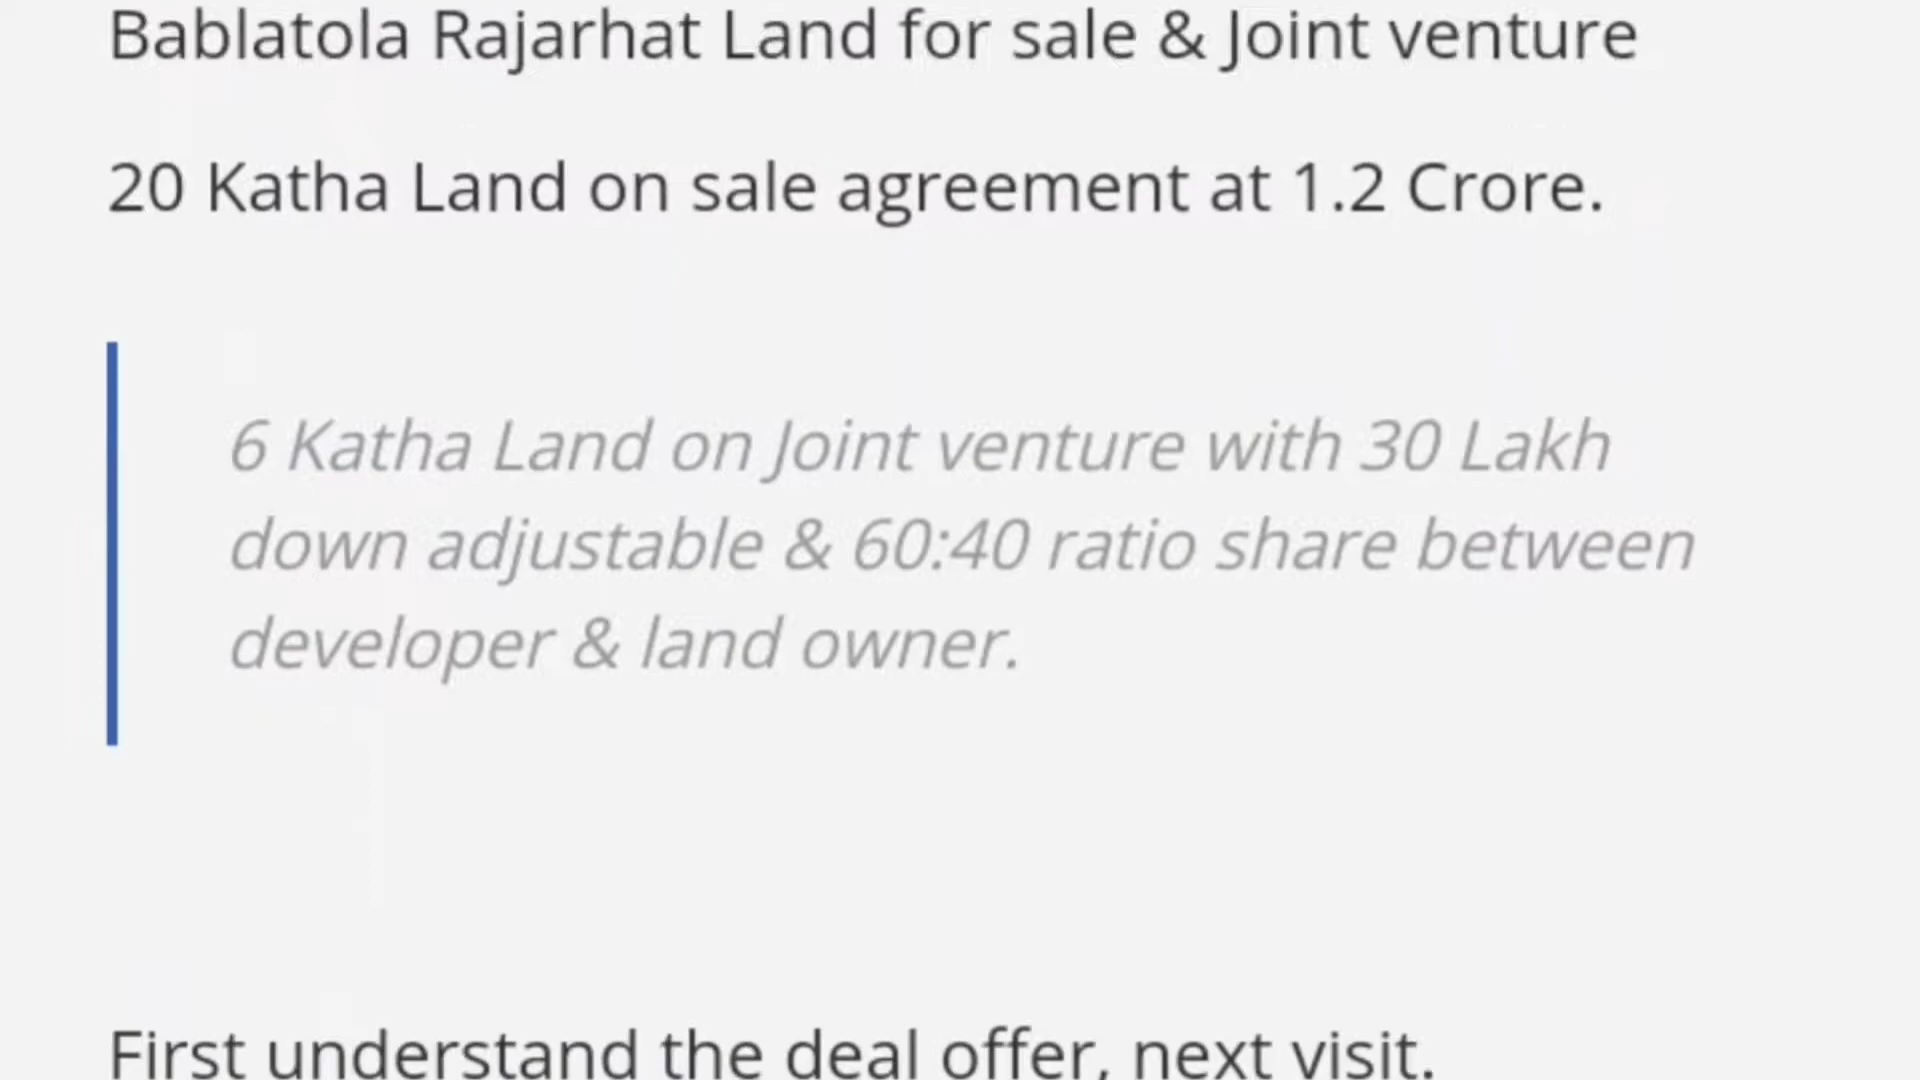 Bablatola Rajarhat Land for sale & Joint venture
20 Katha Land on sale agreement at 1.2 Crore.
6 Katha Land on Joint venture with 30 Lakh
down adjustable & 60:40 ratio share between
developer & land owner.
First understand the deal offer, next visit.